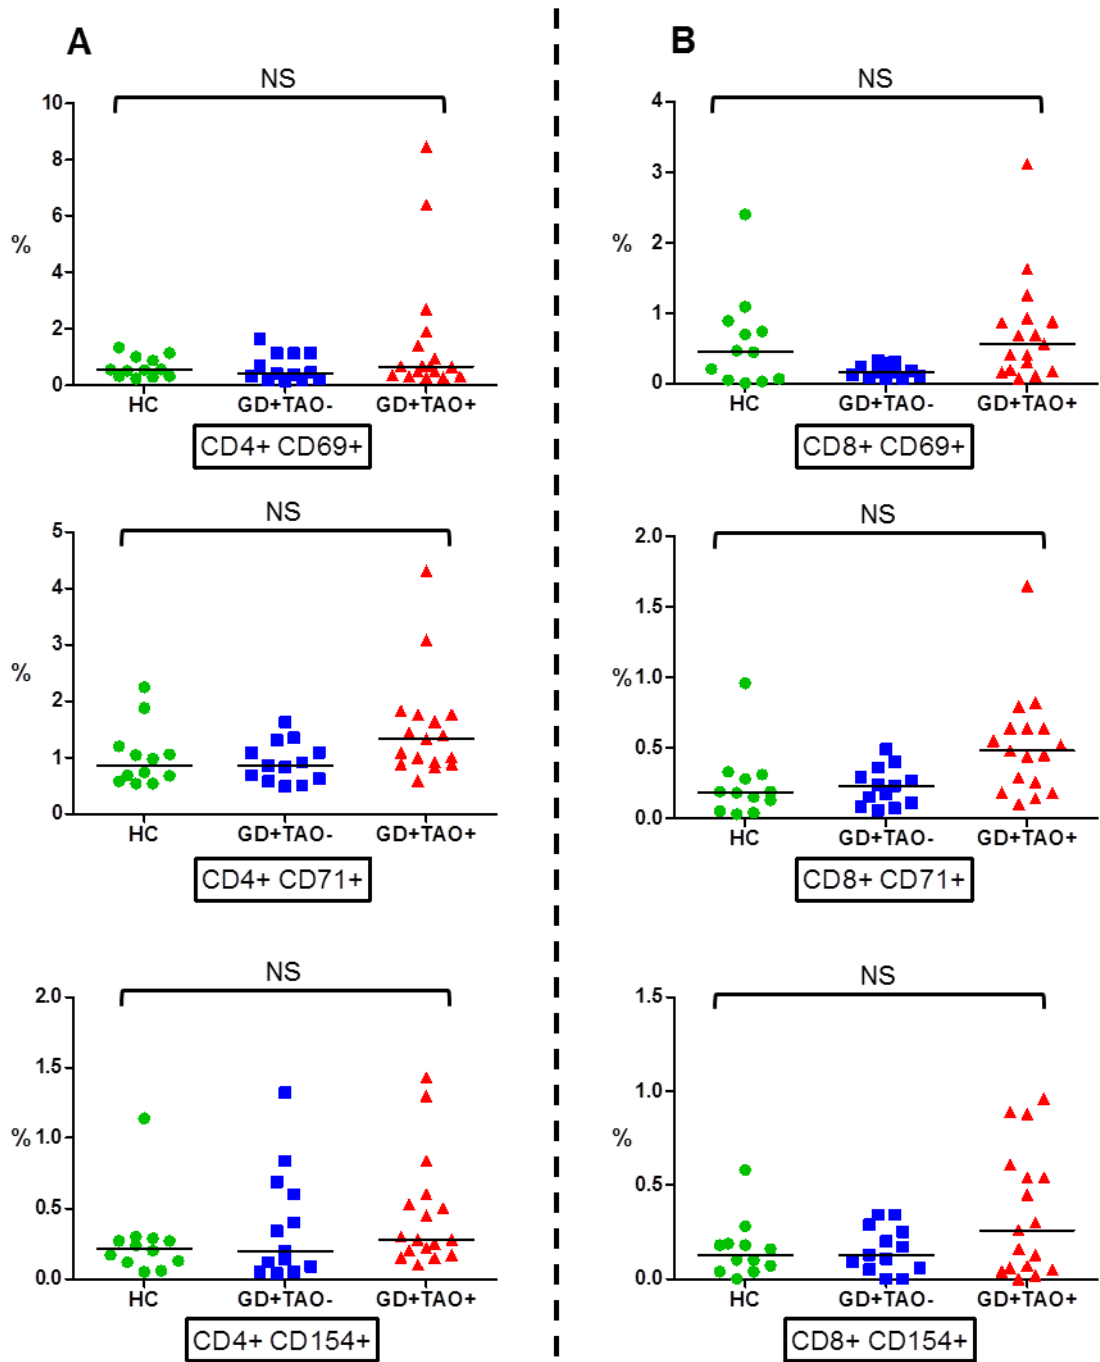 A
NS
10
8
6
%
4
2
0
HC GD+TAO- GD+TAO+
CD4+ CD69+
NS
5
4
3
%
2
1
0
HC GD+TAO- GD+TAO+
CD4+ CD71+
NS
2.0
1.5
%
1.0
0.5
0.0
HC GD+TAO- GD+TAO+
CD4+ CD154+
B
NS
4
3
%
2
1
0
HC GD+TAO- GD+TAO+
CD8+ CD69+
NS
2.0
1.5
%
1.0
0.5
0.0
HC GD+TAO- GD+TAO+
CD8+ CD71+
NS
1.5
1.0
%
0.5
0.0
HC GD+TAO- GD+TAO+
CD8+ CD154+